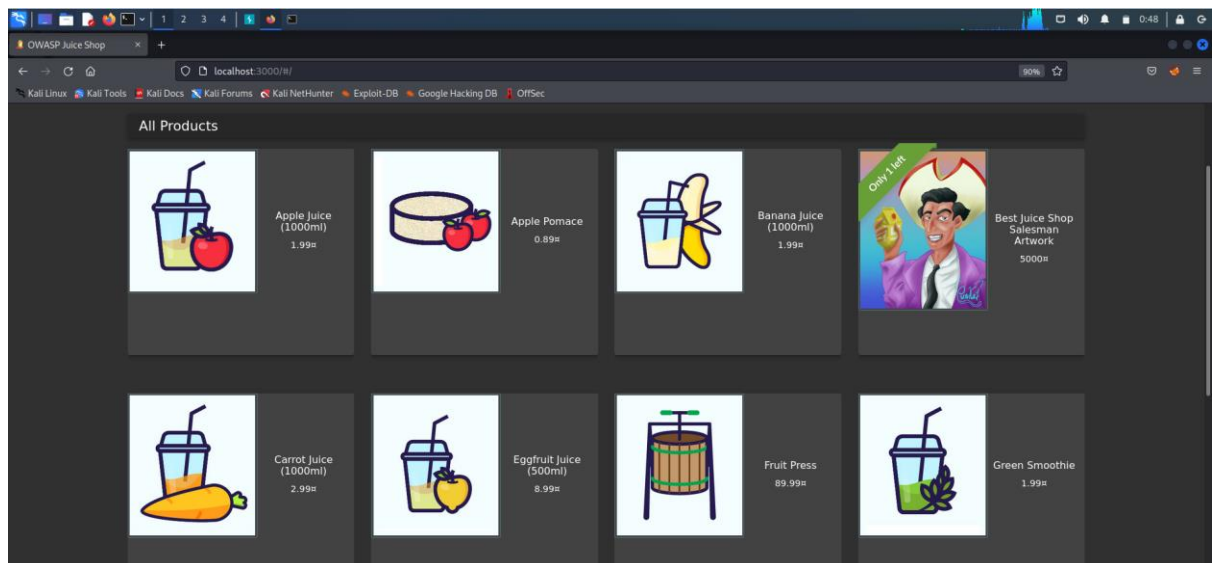 1 2 3 4
0:48
OWASP Juice Shop
localhost:3000/#/
90%
Kali Linux Kali Tools Kali Docs Kali Forums Kali NetHunter Exploit-DB Google Hacking DB OffSec
All Products
Apple Juice
(1000ml)
1.99¤
Apple Pomace
0.89¤
Banana Juice
(1000ml)
1.99¤
Only 1 left
Best Juice Shop
Salesman
Artwork
5000¤
Carrot Juice
(1000ml)
2.99¤
Eggfruit Juice
(500ml)
8.99¤
Fruit Press
89.99¤
Green Smoothie
1.99¤